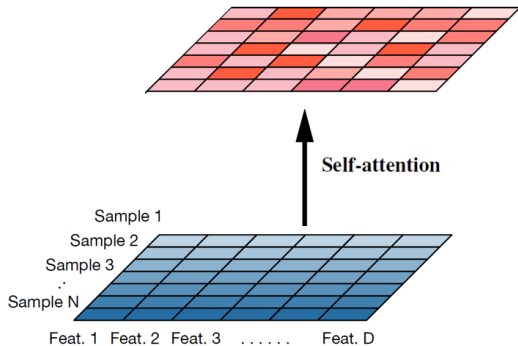 Self-attention
Sample 1
Sample 2
Sample 3
. .
Sample N
Feat. 1 Feat. 2 Feat. 3 . . . . . . Feat. D